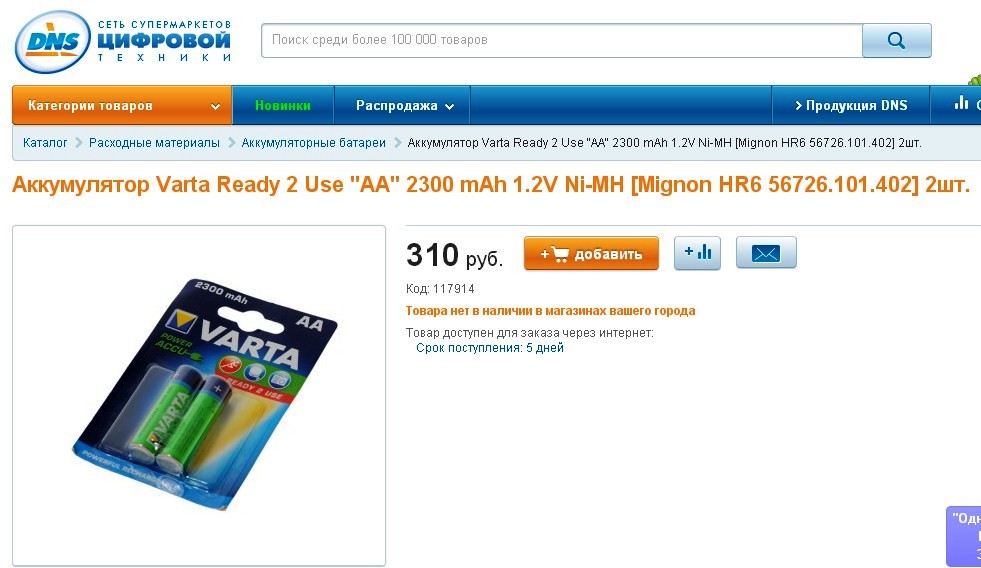 DNS
СЕТЬ СУПЕРМАРКЕТОВ
ЦИФРОВОЙ
ТЕХНИКИ
Поиск среди более 100 000 товаров
Категории товаров
Новинки
Распродажа
Продукция DNS
Каталог
Расходные материалы
Аккумуляторные батареи
Аккумулятор Varta Ready 2 Use "AA" 2300 mAh 1.2V Ni-MH [Mignon HR6 56726.101.402] 2шт.
Аккумулятор Varta Ready 2 Use "AA" 2300 mAh 1.2V Ni-MH [Mignon HR6 56726.101.402] 2шт.
310 руб.
+ добавить
+
Код: 117914
Товара нет в наличии в магазинах вашего города
Товар доступен для заказа через интернет:
Срок поступления: 5 дней
2300 mAh
AA
VARTA
POWER
ACCU
READY 2 USE
VARTA
POWERFUL RECHARGEABLE
"Одн